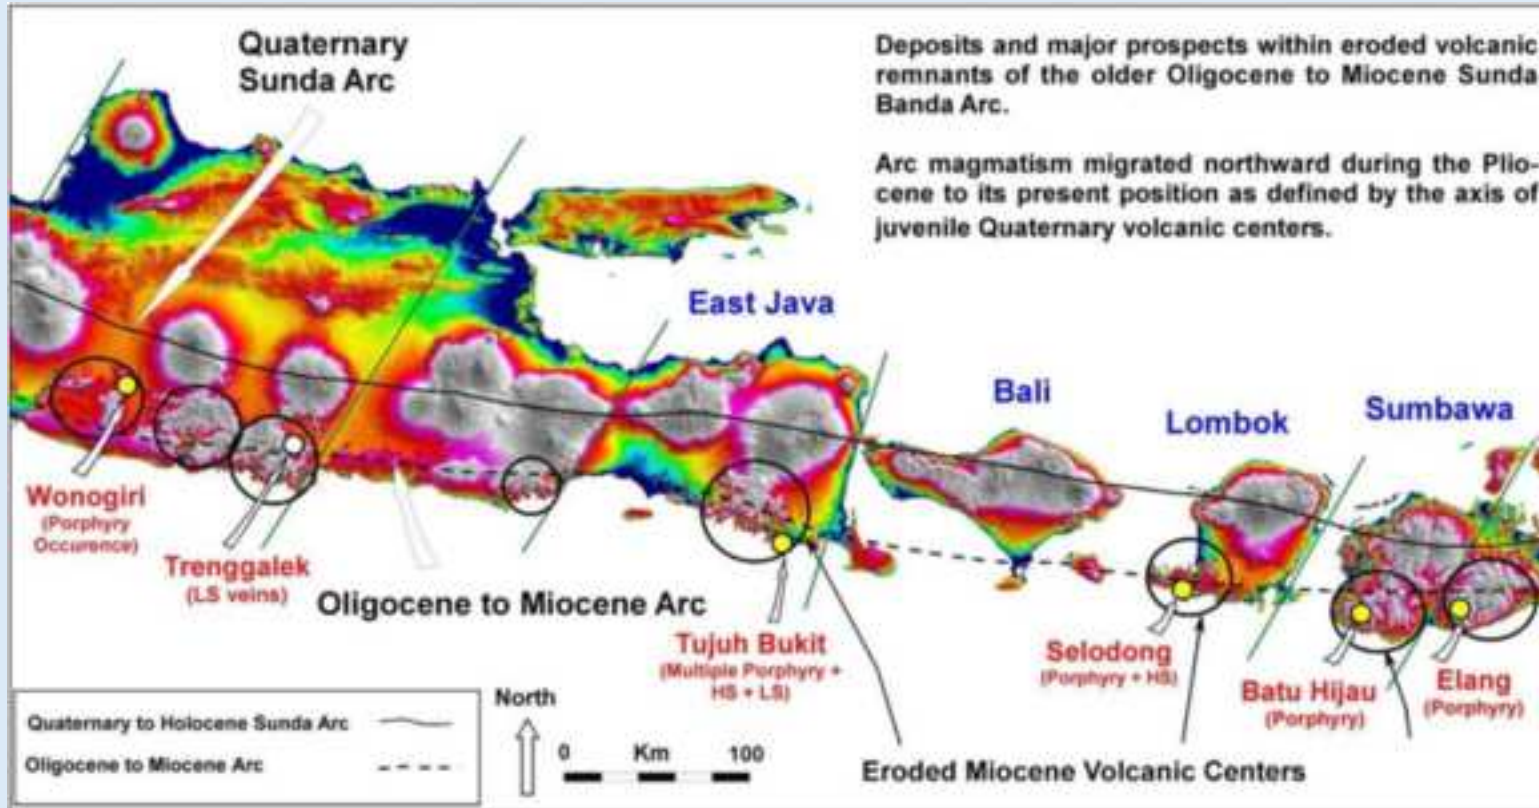 Quaternary
Sunda Arc
Deposits and major prospects within eroded volcanic
remnants of the older Oligocene to Miocene Sunda
Banda Arc.
Arc magmatism migrated northward during the Plio-
cene to its present position as defined by the axis of
juvenile Quaternary volcanic centers.
East Java
Bali
Lombok
Sumbawa
Wonogiri
(Porphyry
Occurence)
Trenggalek
(LS veins)
Oligocene to Miocene Arc
Tujuh Bukit
(Multiple Porphyry +
HS + LS)
Selodong
(Porphyry + HS)
Batu Hijau
(Porphyry)
Elang
(Porphyry)
Eroded Miocene Volcanic Centers
Quaternary to Holocene Sunda Arc
Oligocene to Miocene Arc
North
0 Km 100